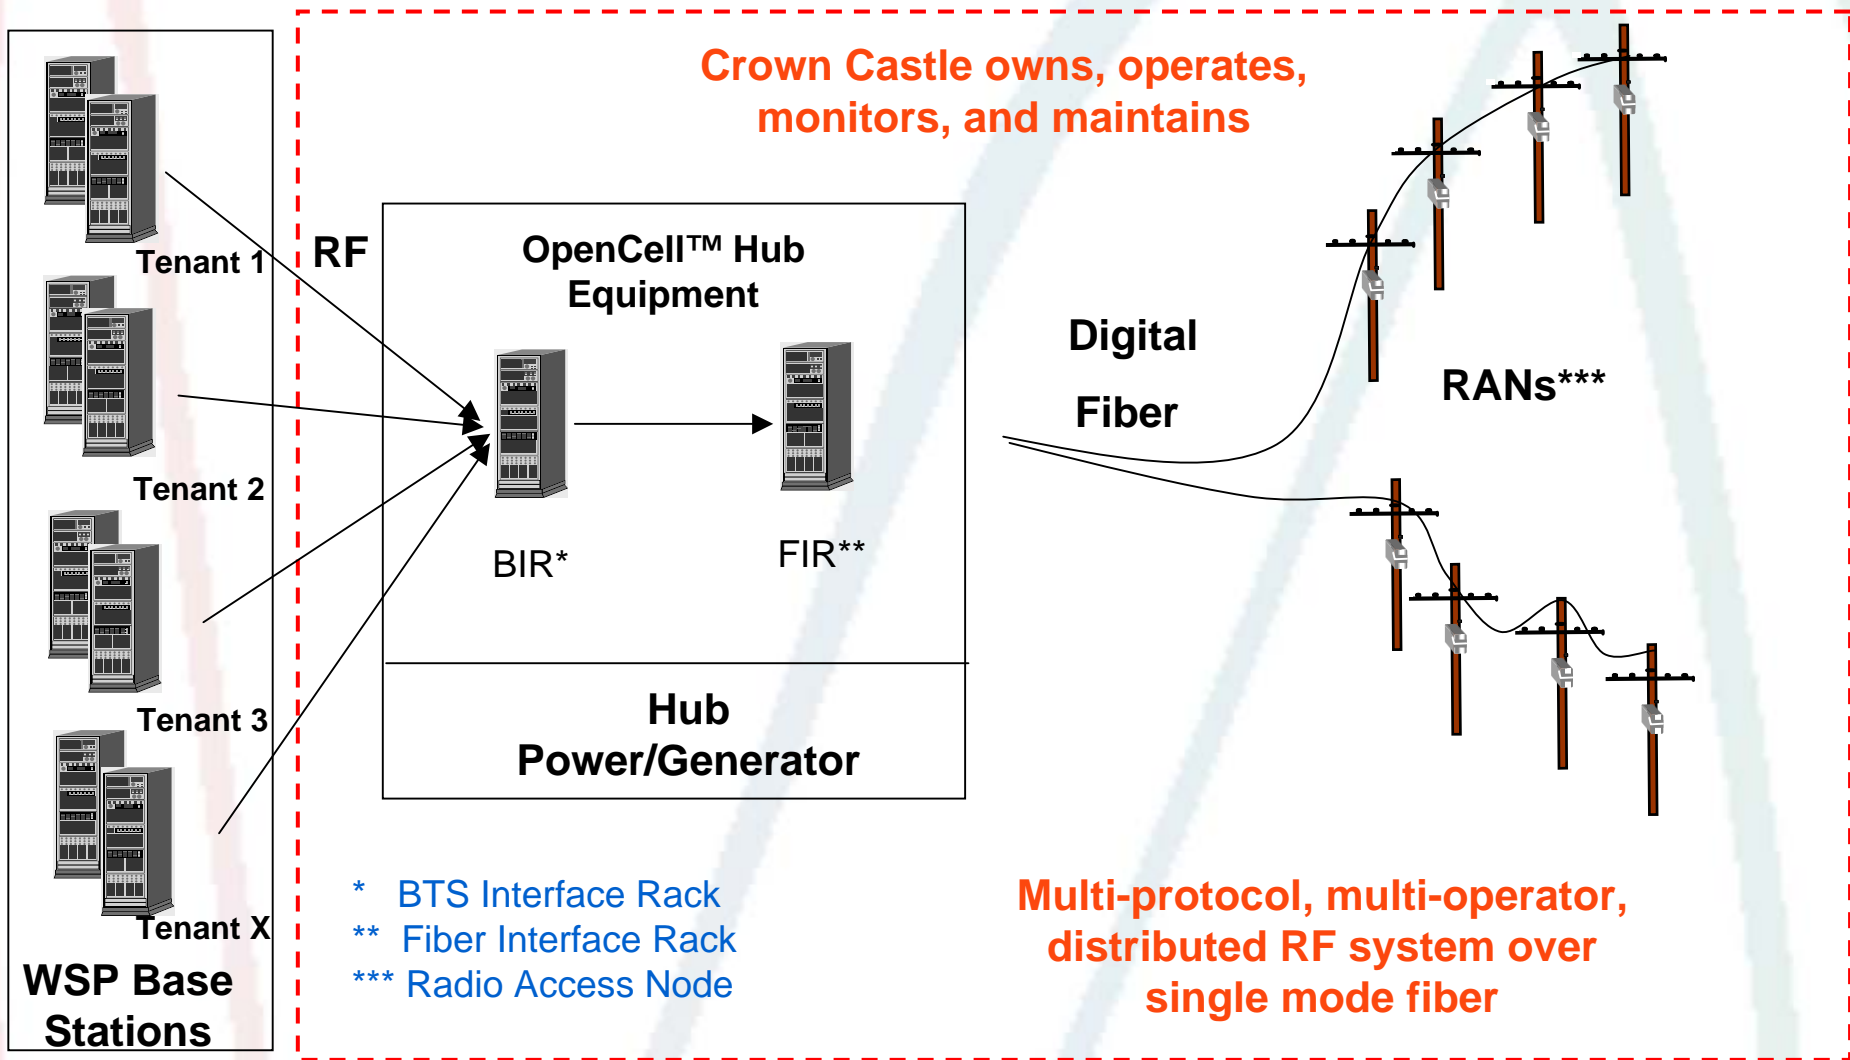 Crown Castle owns, operates,
monitors, and maintains
Tenant 1
Tenant 2
Tenant 3
Tenant X
WSP Base
Stations
RF
OpenCell™ Hub
Equipment
BIR*
FIR**
Hub
Power/Generator
Digital
Fiber
RANs***
* BTS Interface Rack
** Fiber Interface Rack
*** Radio Access Node
Multi-protocol, multi-operator,
distributed RF system over
single mode fiber